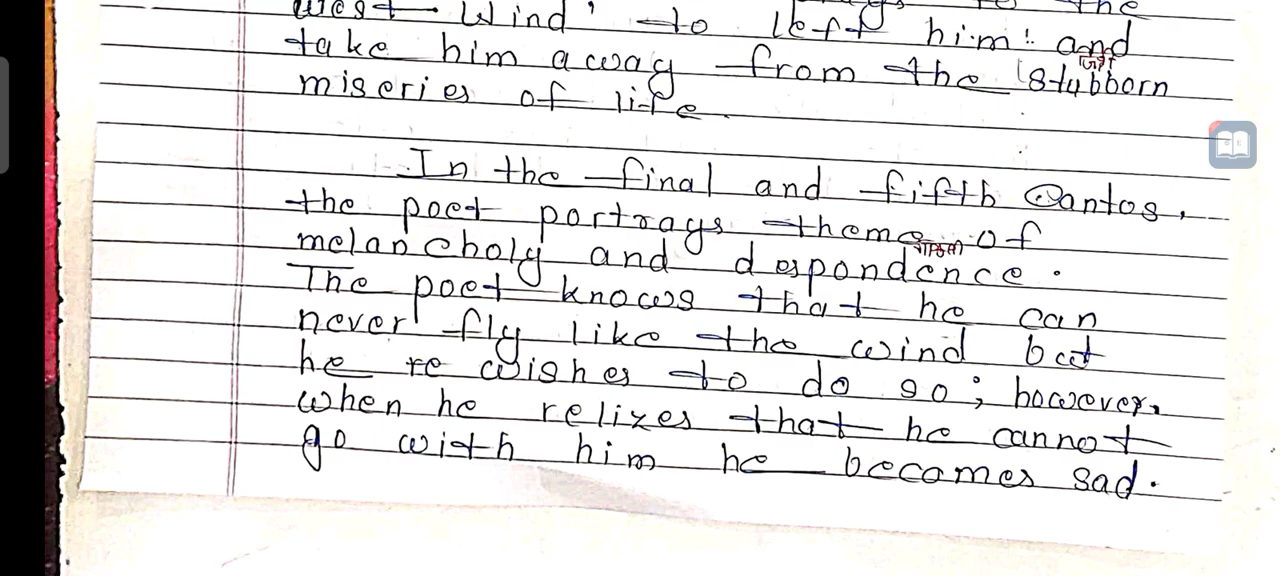 West Wind' to left him: and
take him away from the stubborn
miseries of life.
In the final and fifth Cantos,
the poet portrays theme of
melancholy and despondence.
The poet knows that he can
never fly like the wind but
he re wishes to do so; however,
when he relizes that he cannot
go with him he becomes sad.